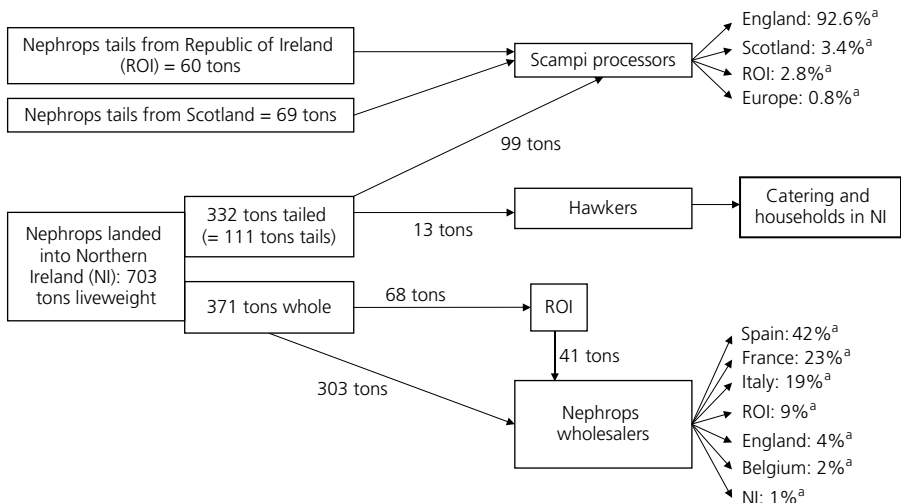 Nephrops tails from Republic of Ireland
(ROI) = 60 tons
Nephrops tails from Scotland = 69 tons
Scampi processors
England: 92.6%a
Scotland: 3.4%a
ROI: 2.8%a
Europe: 0.8%a
99 tons
Nephrops landed
into Northern
Ireland (NI): 703
tons liveweight
332 tons tailed
(= 111 tons tails)
13 tons
Hawkers
Catering and
households in NI
371 tons whole
68 tons
ROI
41 tons
303 tons
Nephrops
wholesalers
Spain: 42%a
France: 23%a
Italy: 19%a
ROI: 9%a
England: 4%a
Belgium: 2%a
NI: 1%a